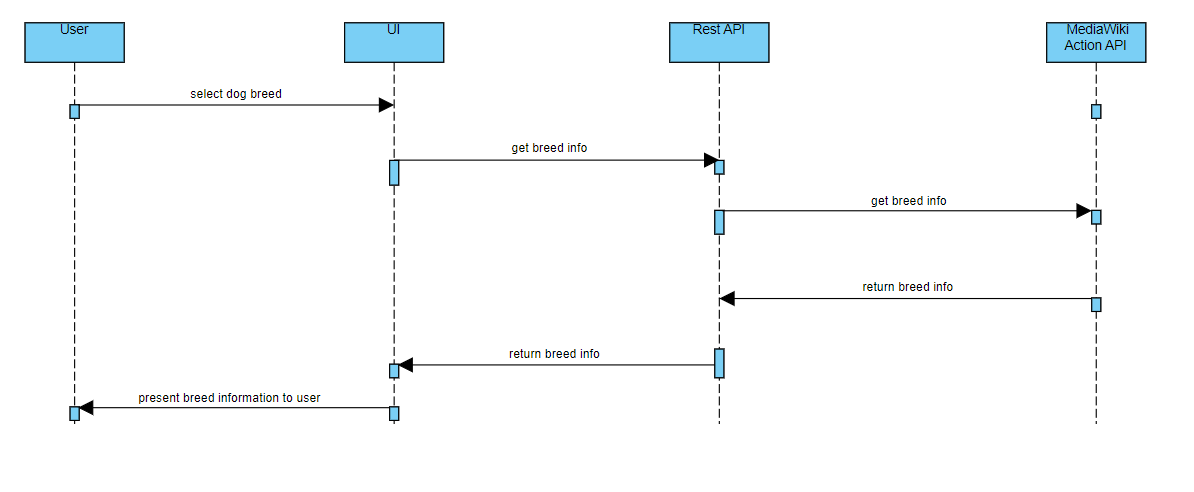 User
UI
Rest API
MediaWiki
Action API
select dog breed
get breed info
get breed info
return breed info
return breed info
present breed information to user